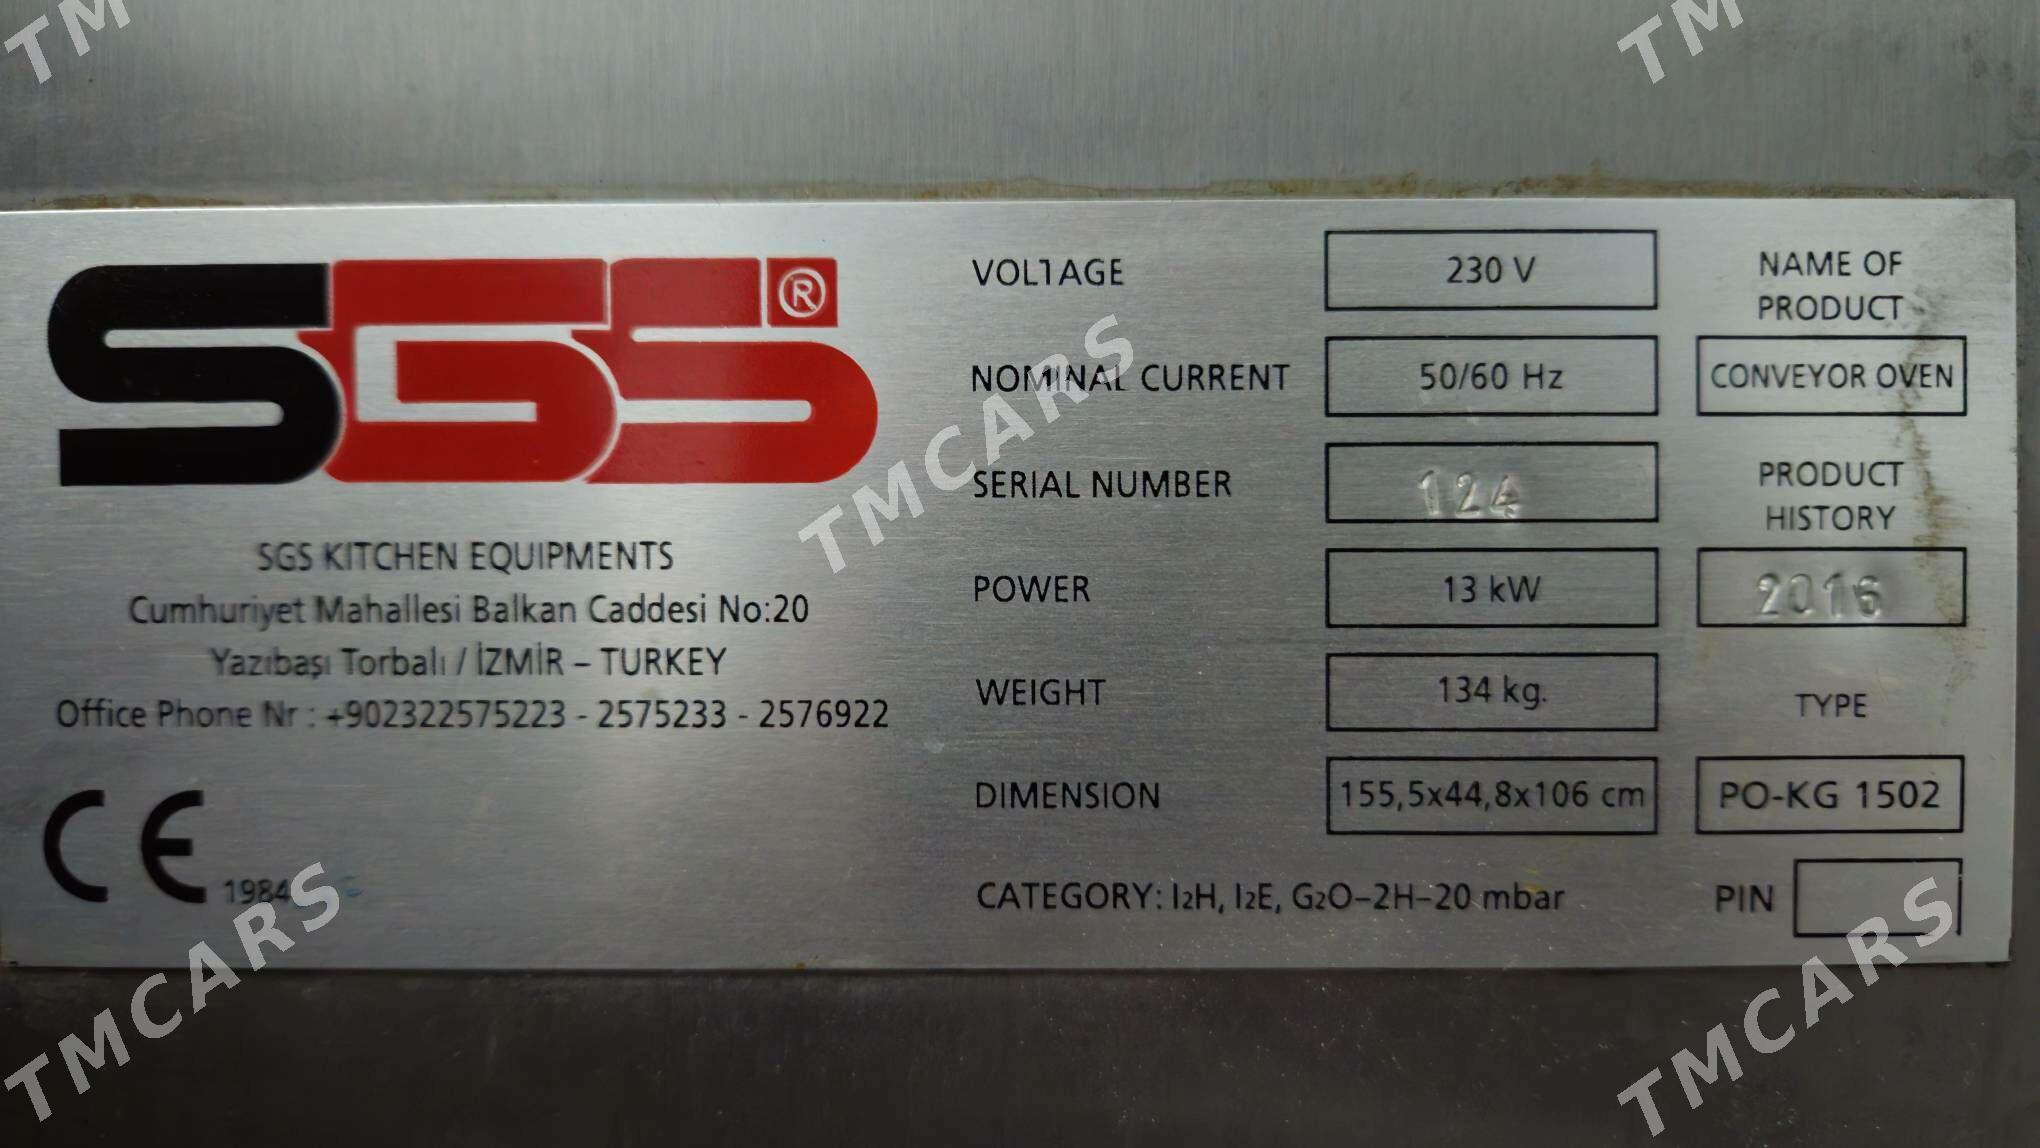 SGS®
SGS KITCHEN EQUIPMENTS
Cumhuriyet Mahallesi Balkan Caddesi No:20
Yazıbaşı Torbalı / İZMİR – TURKEY
Office Phone Nr : +902322575223 - 2575233 - 2576922
CE 1984
VOLTAGE 230 V
NOMINAL CURRENT 50/60 Hz
SERIAL NUMBER 124
POWER 13 kW
WEIGHT 134 kg.
DIMENSION 155,5x44,8x106 cm
CATEGORY: I2H, I2E, G2O–2H–20 mbar
NAME OF
PRODUCT
CONVEYOR OVEN
PRODUCT
HISTORY
2016
TYPE
PO-KG 1502
PIN
TMCARS
TMCARS
TMCARS
TM
TM